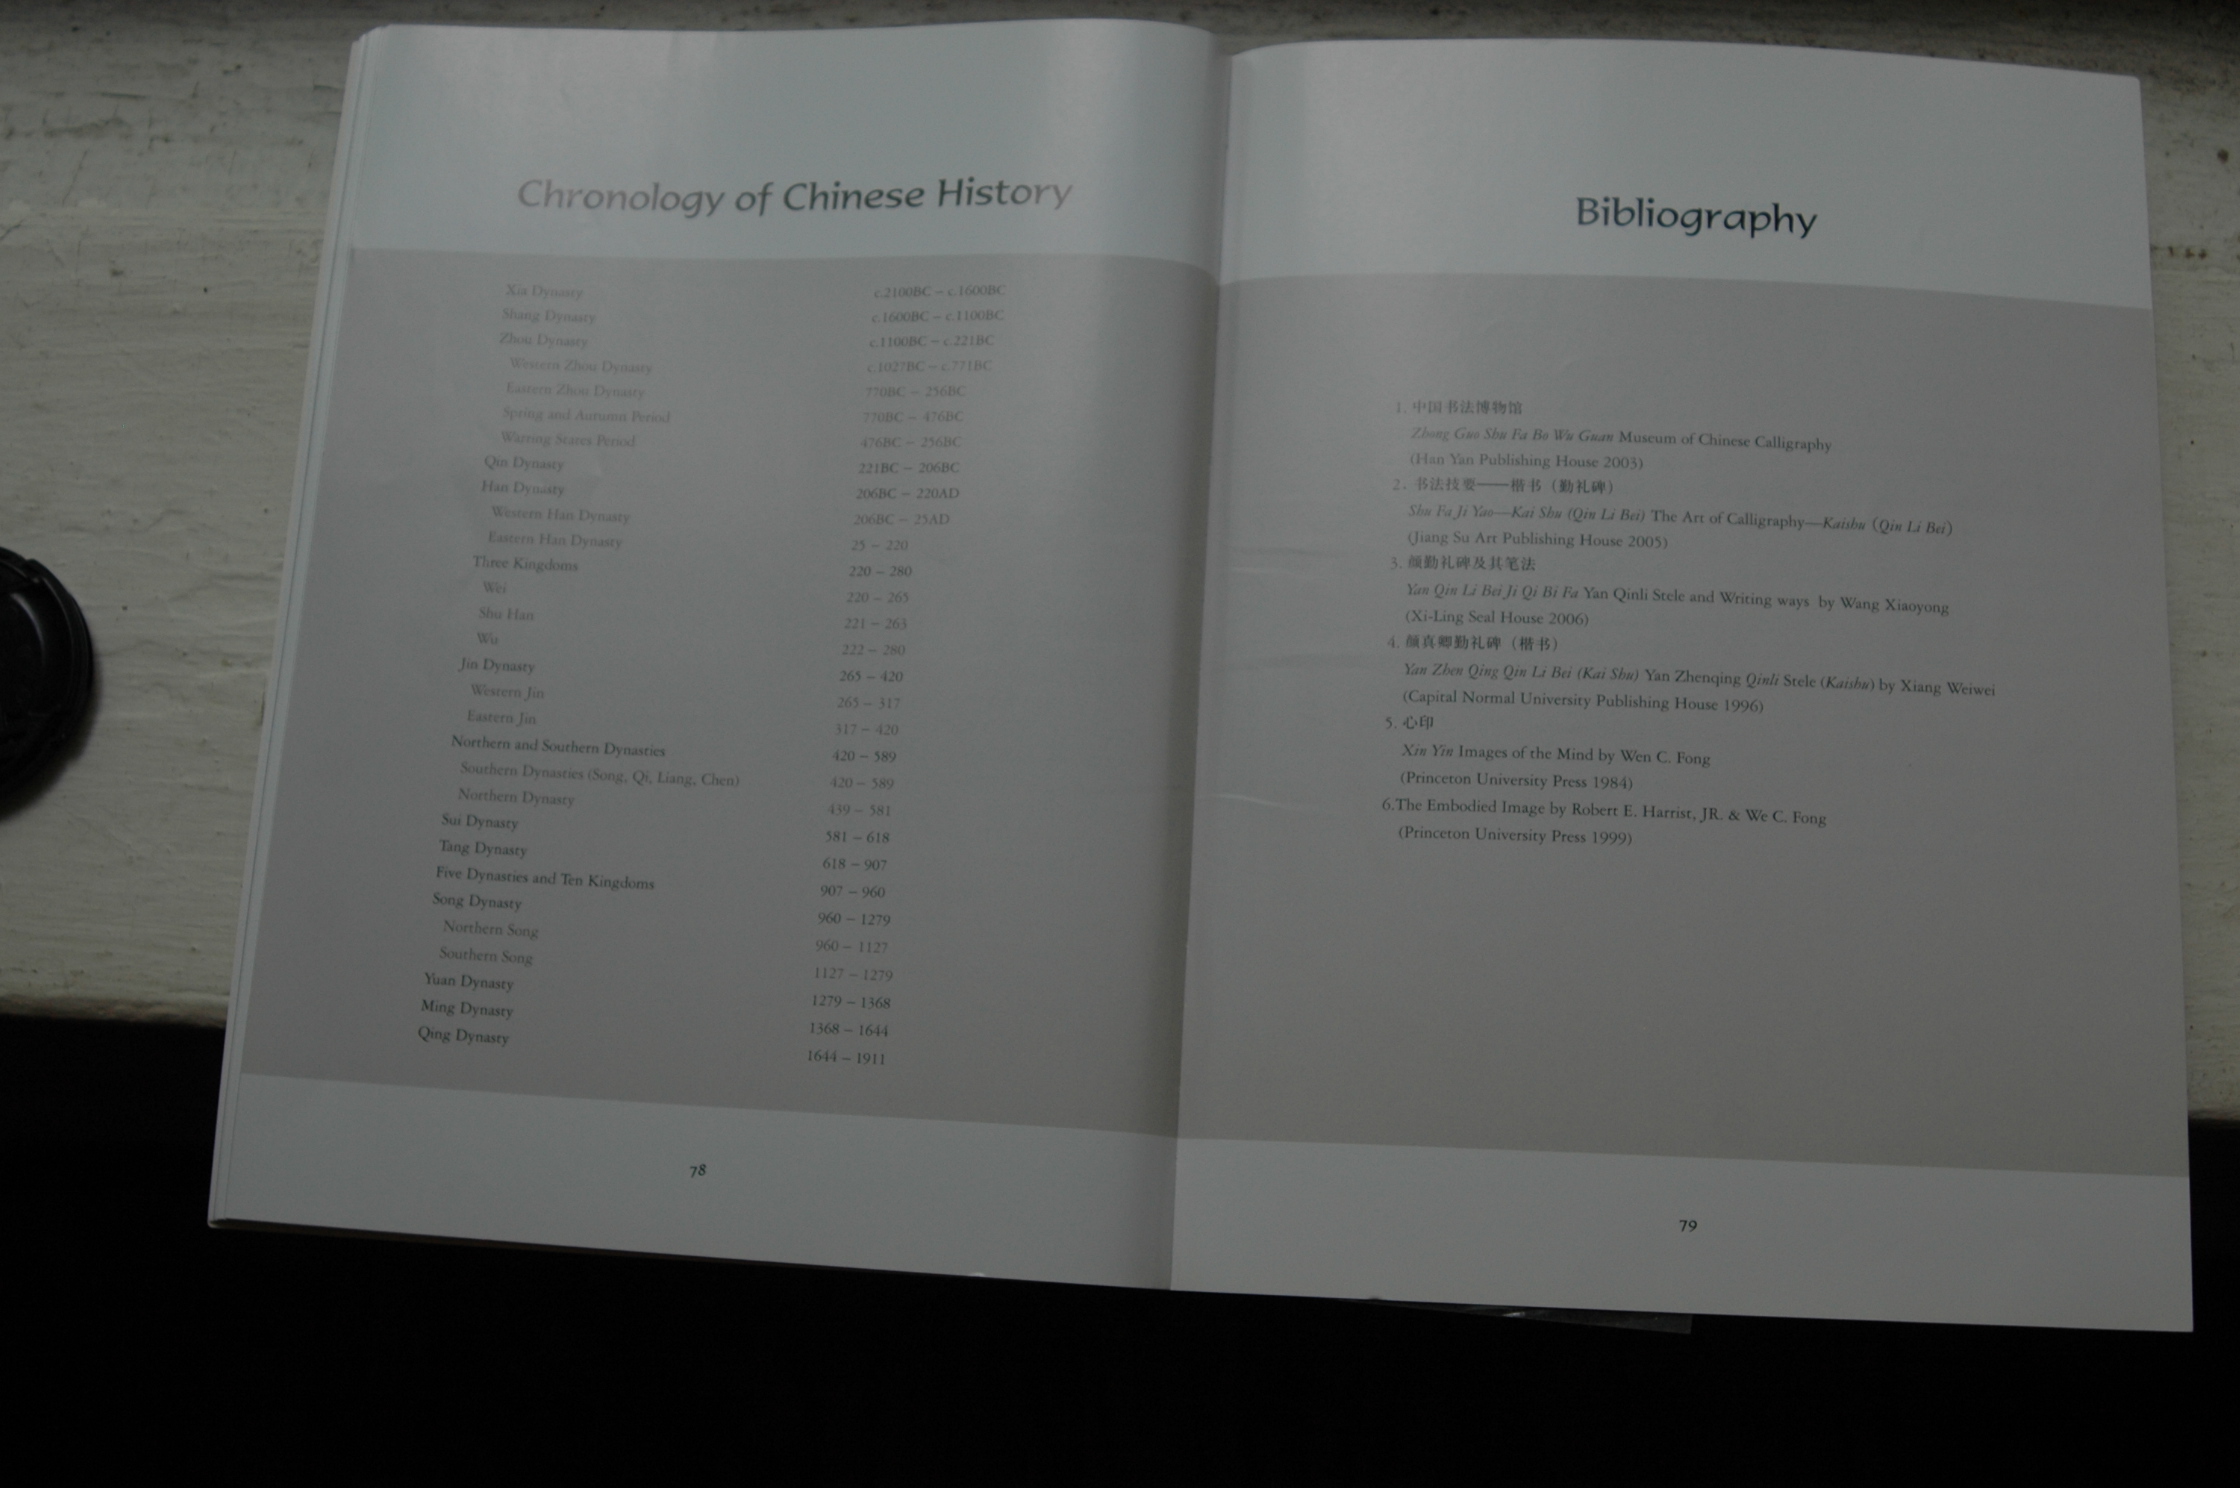 Chronology of Chinese History
Xia Dynasty c.2100BC – c.1600BC
Shang Dynasty c.1600BC – c.1100BC
Zhou Dynasty c.1100BC – c.221BC
Western Zhou Dynasty c.1027BC – c.771BC
Eastern Zhou Dynasty 770BC – 256BC
Spring and Autumn Period 770BC – 476BC
Warring States Period 476BC – 256BC
Qin Dynasty 221BC – 206BC
Han Dynasty 206BC – 220AD
Western Han Dynasty 206BC – 25AD
Eastern Han Dynasty 25 – 220
Three Kingdoms 220 – 280
Wei 220 – 265
Shu Han 221 – 263
Wu 222 – 280
Jin Dynasty 265 – 420
Western Jin 265 – 317
Eastern Jin 317 – 420
Northern and Southern Dynasties 420 – 589
Southern Dynasties (Song, Qi, Liang, Chen) 420 – 589
Northern Dynasty 439 – 581
Sui Dynasty 581 – 618
Tang Dynasty 618 – 907
Five Dynasties and Ten Kingdoms 907 – 960
Song Dynasty 960 – 1279
Northern Song 960 – 1127
Southern Song 1127 – 1279
Yuan Dynasty 1279 – 1368
Ming Dynasty 1368 – 1644
Qing Dynasty 1644 – 1911
78
Bibliography
1. 中国书法博物馆
Zhong Guo Shu Fa Bo Wu Guan Museum of Chinese Calligraphy
(Han Yan Publishing House 2003)
2. 书法技要——楷书（勤礼碑）
Shu Fa Ji Yao—Kai Shu (Qin Li Bei) The Art of Calligraphy—Kaishu (Qin Li Bei)
(Jiang Su Art Publishing House 2005)
3. 颜勤礼碑及其笔法
Yan Qin Li Bei Ji Qi Bi Fa Yan Qinli Stele and Writing ways by Wang Xiaoyong
(Xi-Ling Seal House 2006)
4. 颜真卿勤礼碑（楷书）
Yan Zhen Qing Qin Li Bei (Kai Shu) Yan Zhenqing Qinli Stele (Kaishu) by Xiang Weiwei
(Capital Normal University Publishing House 1996)
5. 心印
Xin Yin Images of the Mind by Wen C. Fong
(Princeton University Press 1984)
6.The Embodied Image by Robert E. Harrist, JR. & We C. Fong
(Princeton University Press 1999)
79